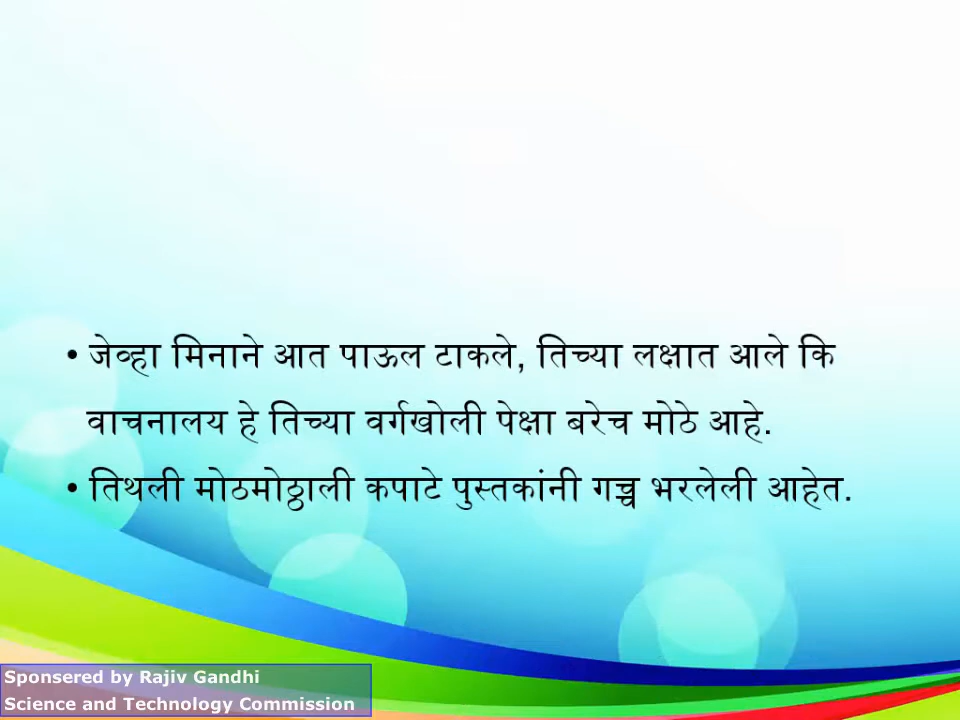 • जेव्हा मिनाने आत पाऊल टाकले, तिच्या लक्षात आले कि
वाचनालय हे तिच्या वर्गखोली पेक्षा बरेच मोठे आहे.
• तिथली मोठमोठ्ठाली कपाटे पुस्तकांनी गच्च भरलेली आहेत.
Sponsered by Rajiv Gandhi
Science and Technology Commission